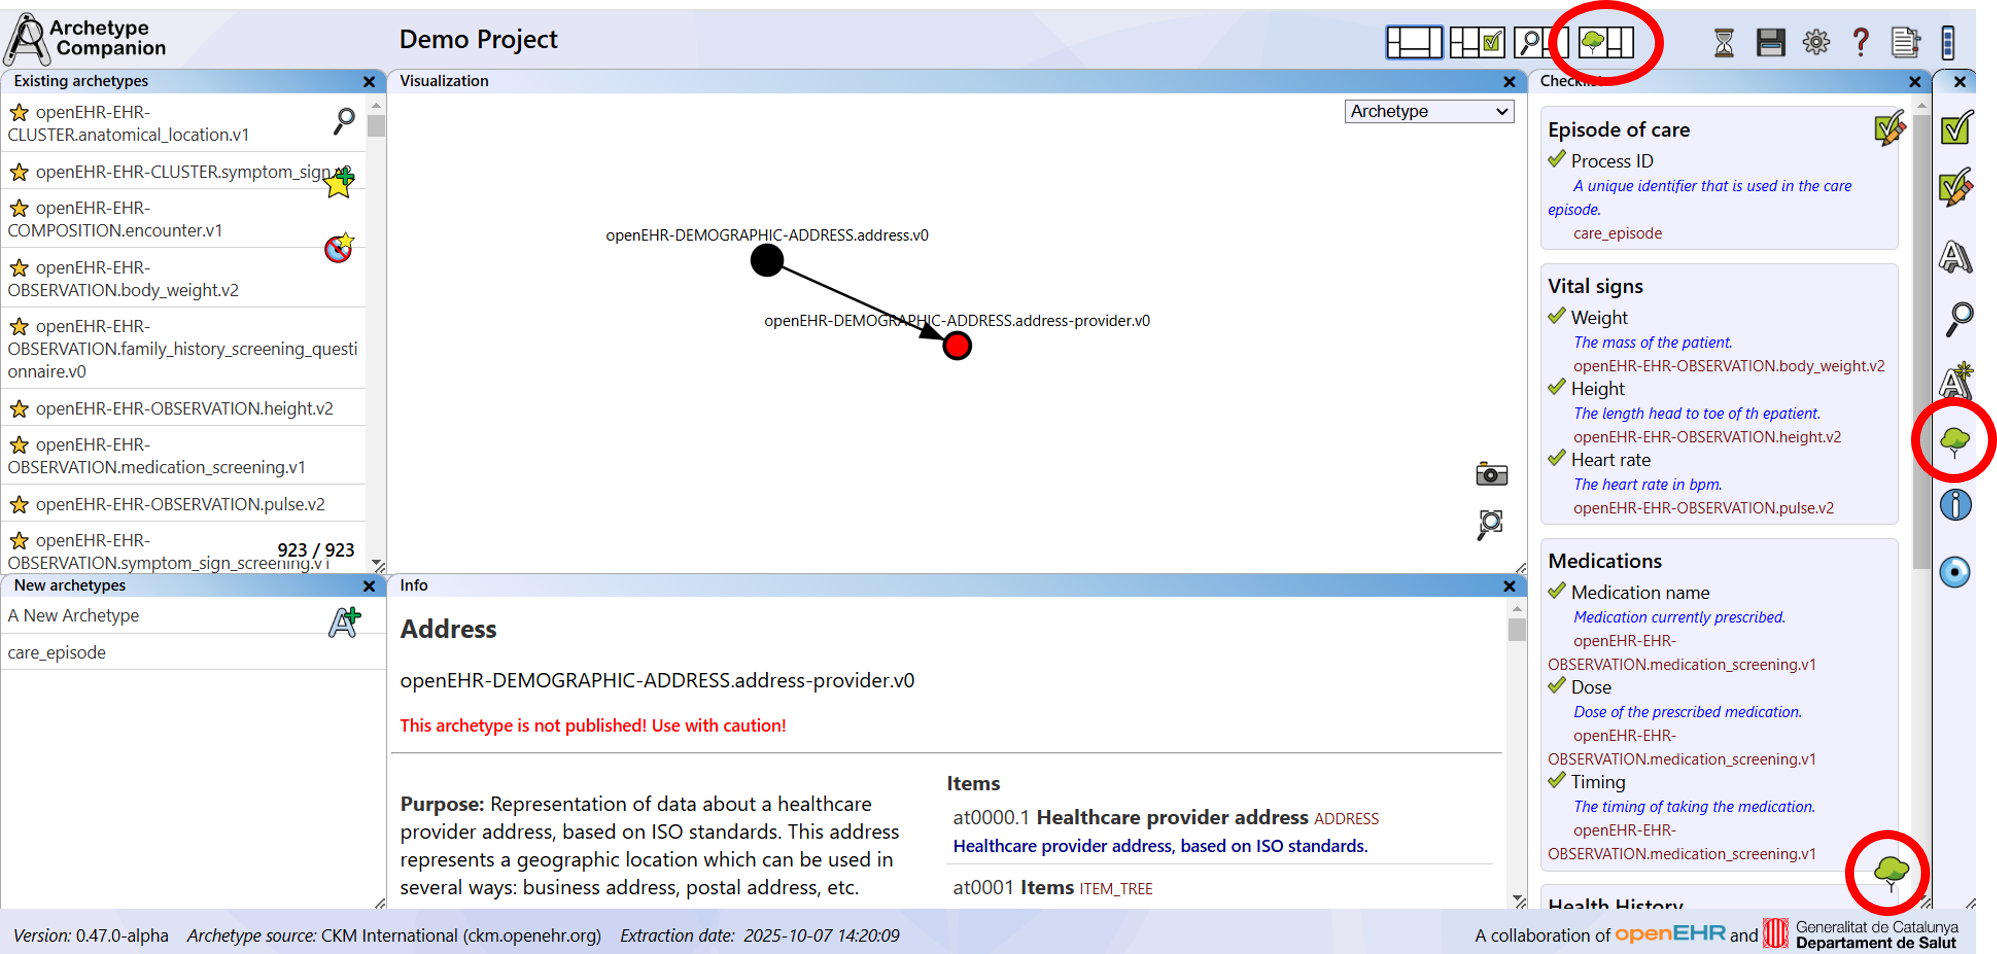 Archetype
Companion
Demo Project
Existing archetypes
openEHR-EHR-
CLUSTER.anatomical_location.v1
openEHR-EHR-CLUSTER.symptom_sign.v2
openEHR-EHR-
COMPOSITION.encounter.v1
openEHR-EHR-
OBSERVATION.body_weight.v2
openEHR-EHR-
OBSERVATION.family_history_screening_questi
onnaire.v0
openEHR-EHR-OBSERVATION.height.v2
openEHR-EHR-
OBSERVATION.medication_screening.v1
openEHR-EHR-OBSERVATION.pulse.v2
openEHR-EHR-
OBSERVATION.symptom_sign_screening.v1
923 / 923
New archetypes
A New Archetype
care_episode
Visualization
Archetype
openEHR-DEMOGRAPHIC-ADDRESS.address.v0
openEHR-DEMOGRAPHIC-ADDRESS.address-provider.v0
Info
Address
openEHR-DEMOGRAPHIC-ADDRESS.address-provider.v0
This archetype is not published! Use with caution!
Purpose: Representation of data about a healthcare
provider address, based on ISO standards. This address
represents a geographic location which can be used in
several ways: business address, postal address, etc.
Items
at0000.1 Healthcare provider address ADDRESS
Healthcare provider address, based on ISO standards.
at0001 Items ITEM_TREE
Checklist
Episode of care
Process ID
A unique identifier that is used in the care
episode.
care_episode
Vital signs
Weight
The mass of the patient.
openEHR-EHR-OBSERVATION.body_weight.v2
Height
The length head to toe of th epatient.
openEHR-EHR-OBSERVATION.height.v2
Heart rate
The heart rate in bpm.
openEHR-EHR-OBSERVATION.pulse.v2
Medications
Medication name
Medication currently prescribed.
openEHR-EHR-
OBSERVATION.medication_screening.v1
Dose
Dose of the prescribed medication.
openEHR-EHR-
OBSERVATION.medication_screening.v1
Timing
The timing of taking the medication.
openEHR-EHR-
OBSERVATION.medication_screening.v1
Health History
Version: 0.47.0-alpha Archetype source: CKM International (ckm.openehr.org) Extraction date: 2025-10-07 14:20:09
A collaboration of openEHR and Generalitat de Catalunya
Departament de Salut